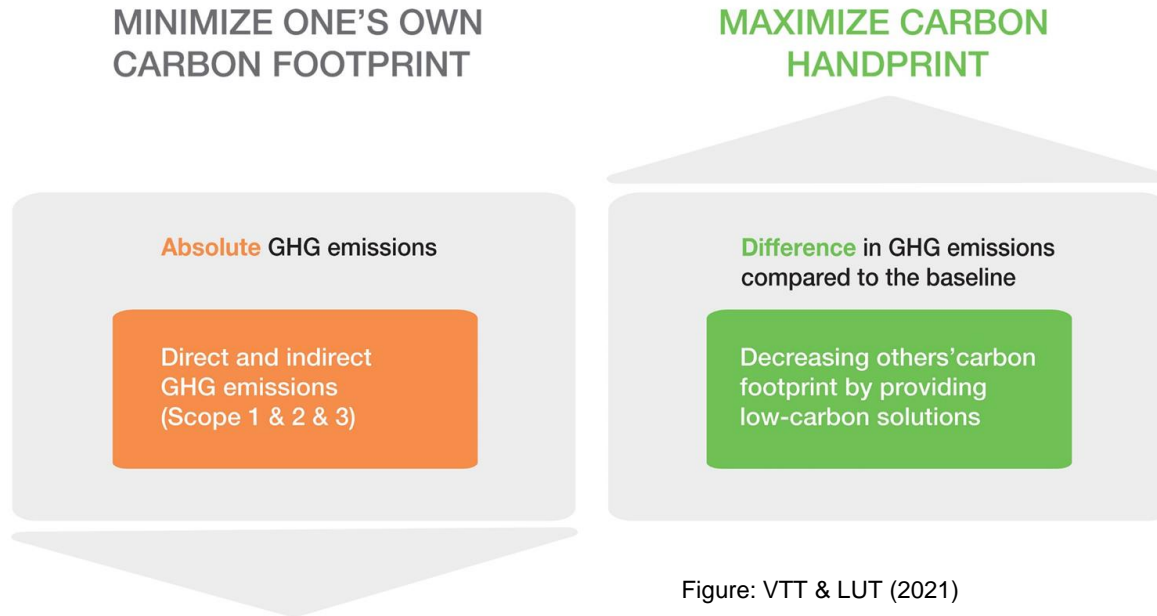 MINIMIZE ONE'S OWN
CARBON FOOTPRINT
Absolute GHG emissions
Direct and indirect
GHG emissions
(Scope 1 & 2 & 3)
MAXIMIZE CARBON
HANDPRINT
Difference in GHG emissions
compared to the baseline
Decreasing others'carbon
footprint by providing
low-carbon solutions
Figure: VTT & LUT (2021)